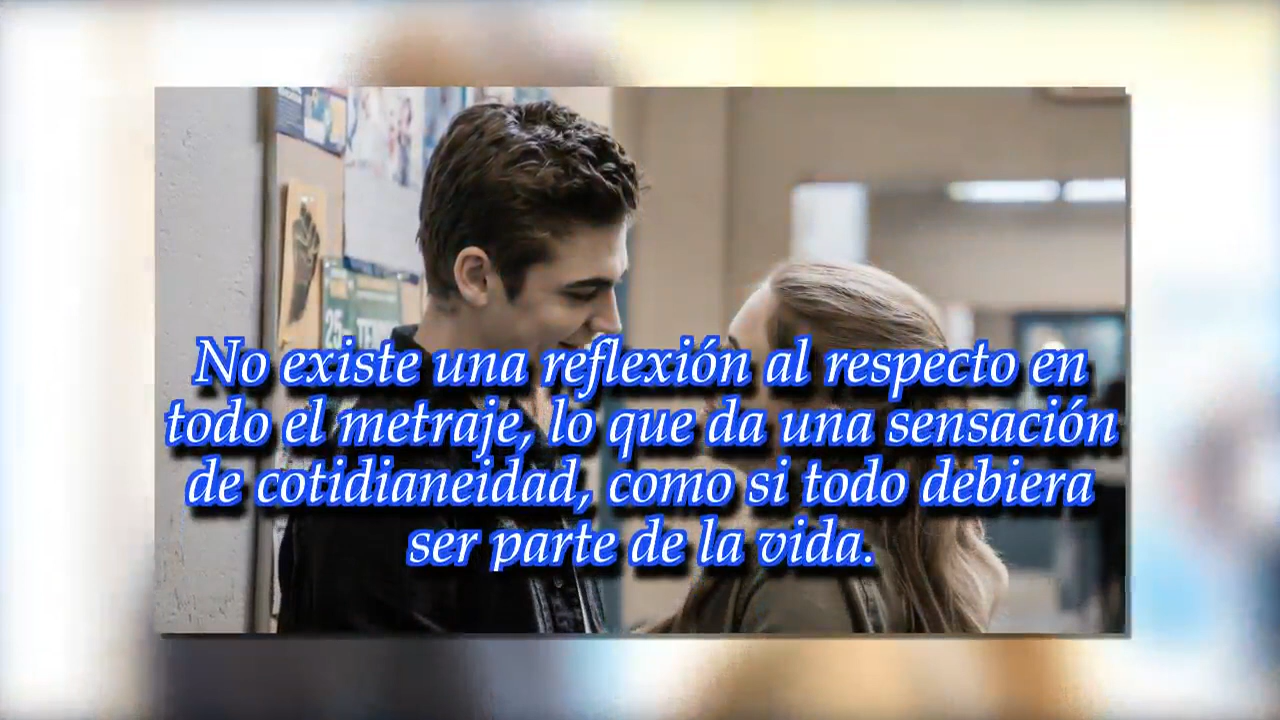 25
No existe una reflexión al respecto en
todo el metraje, lo que da una sensación
de cotidianeidad, como si todo debiera
ser parte de la vida.